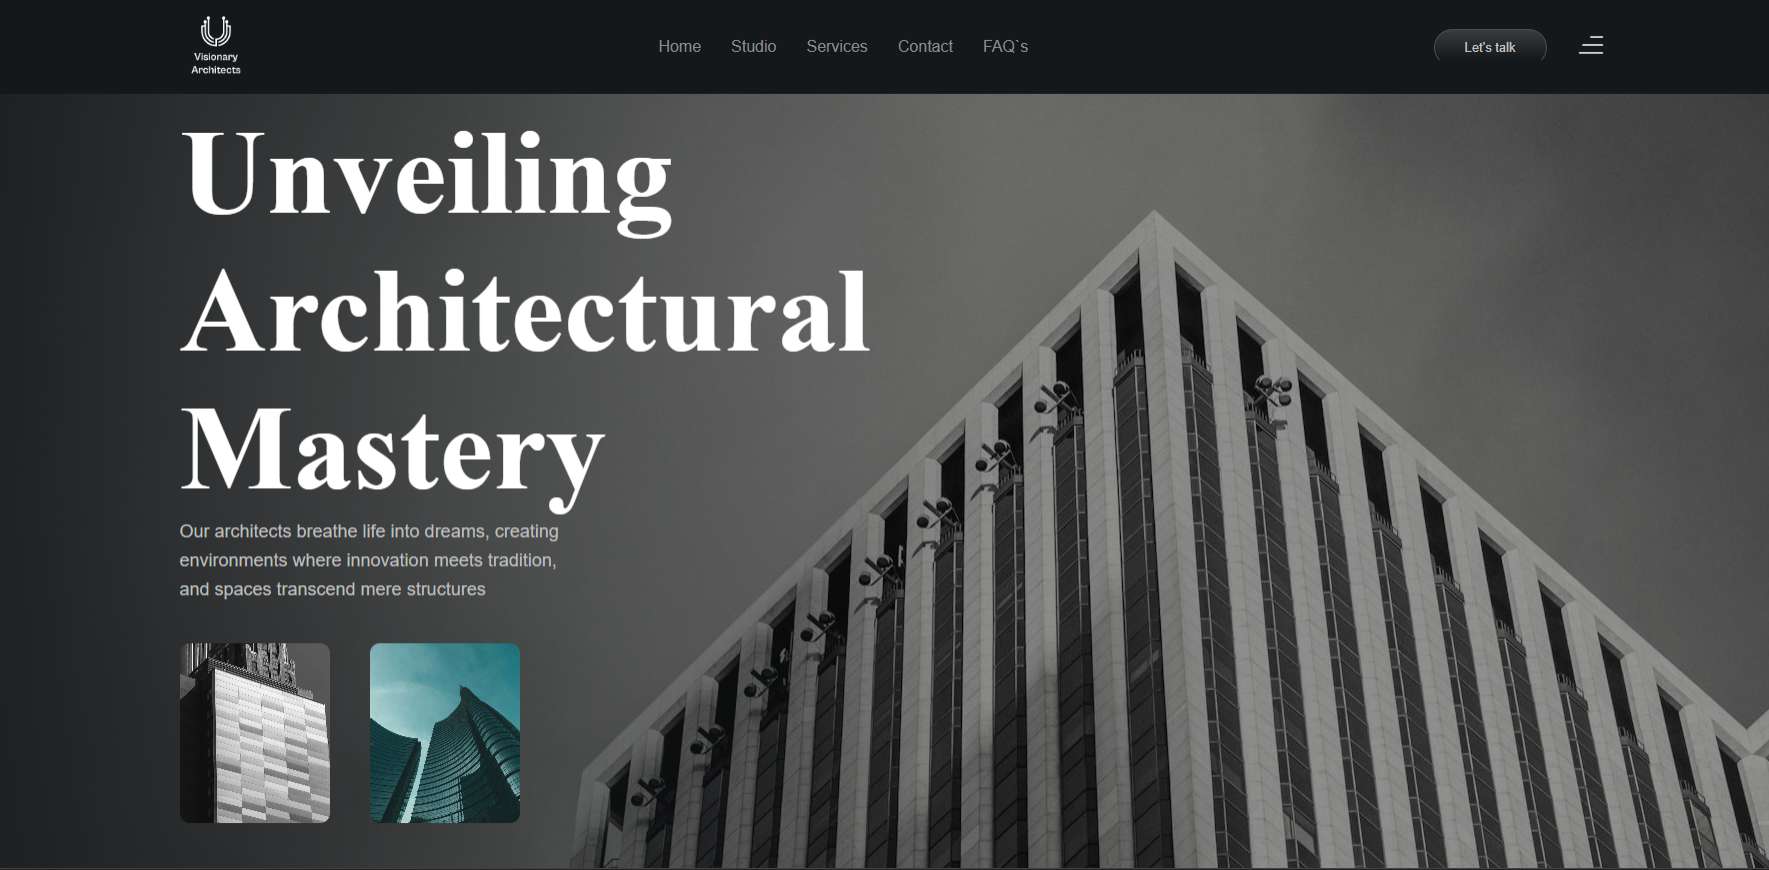 Visionary
Architects
Home Studio Services Contact FAQ`s
Let's talk
Unveiling
Architectural
Mastery
Our architects breathe life into dreams, creating
environments where innovation meets tradition,
and spaces transcend mere structures